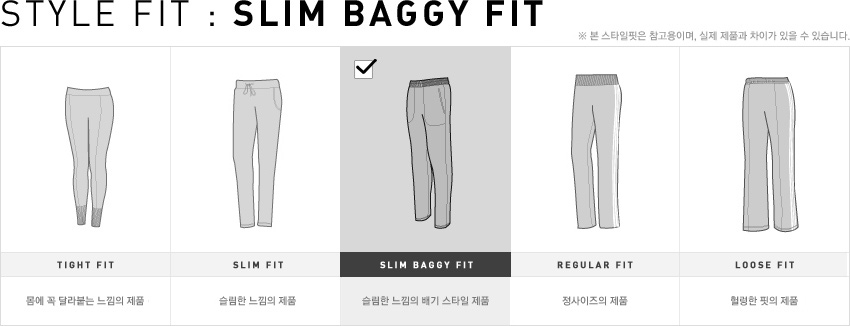 STYLE FIT : SLIM BAGGY FIT
※ 본 스타일핏은 참고용이며, 실제 제품과 차이가 있을 수 있습니다.
TIGHT FIT
SLIM FIT
SLIM BAGGY FIT
REGULAR FIT
LOOSE FIT
몸에 꼭 달라붙는 느낌의 제품
슬림한 느낌의 제품
슬림한 느낌의 배기 스타일 제품
정사이즈의 제품
헐렁한 핏의 제품